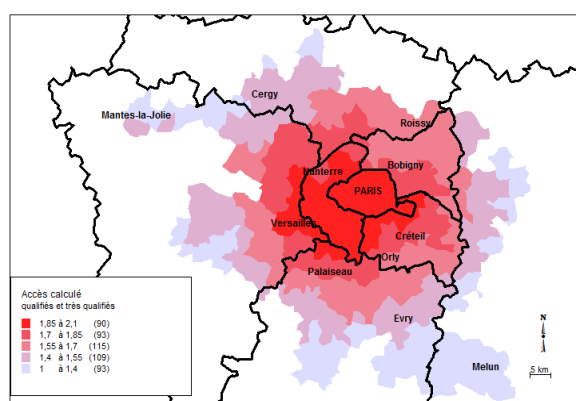 Cergy
Mantes-la-Jolie
Roissy
Nanterre
Bobigny
PARIS
Versailles
Créteil
Orly
Palaiseau
Evry
Melun
Accès calculé
qualifiés et très qualifiés
1,85 à 2,1 (90)
1,7 à 1,85 (93)
1,55 à 1,7 (115)
1,4 à 1,55 (109)
1 à 1,4 (93)
N
5 km